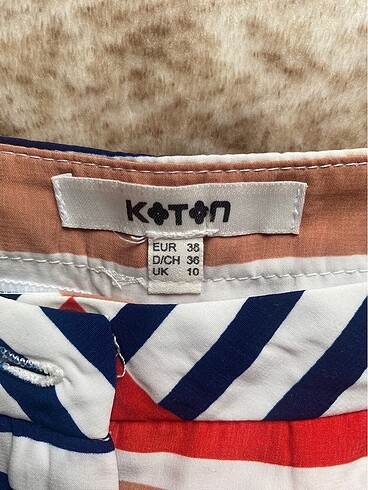 KOTON
EUR 38
D/CH 36
UK 10